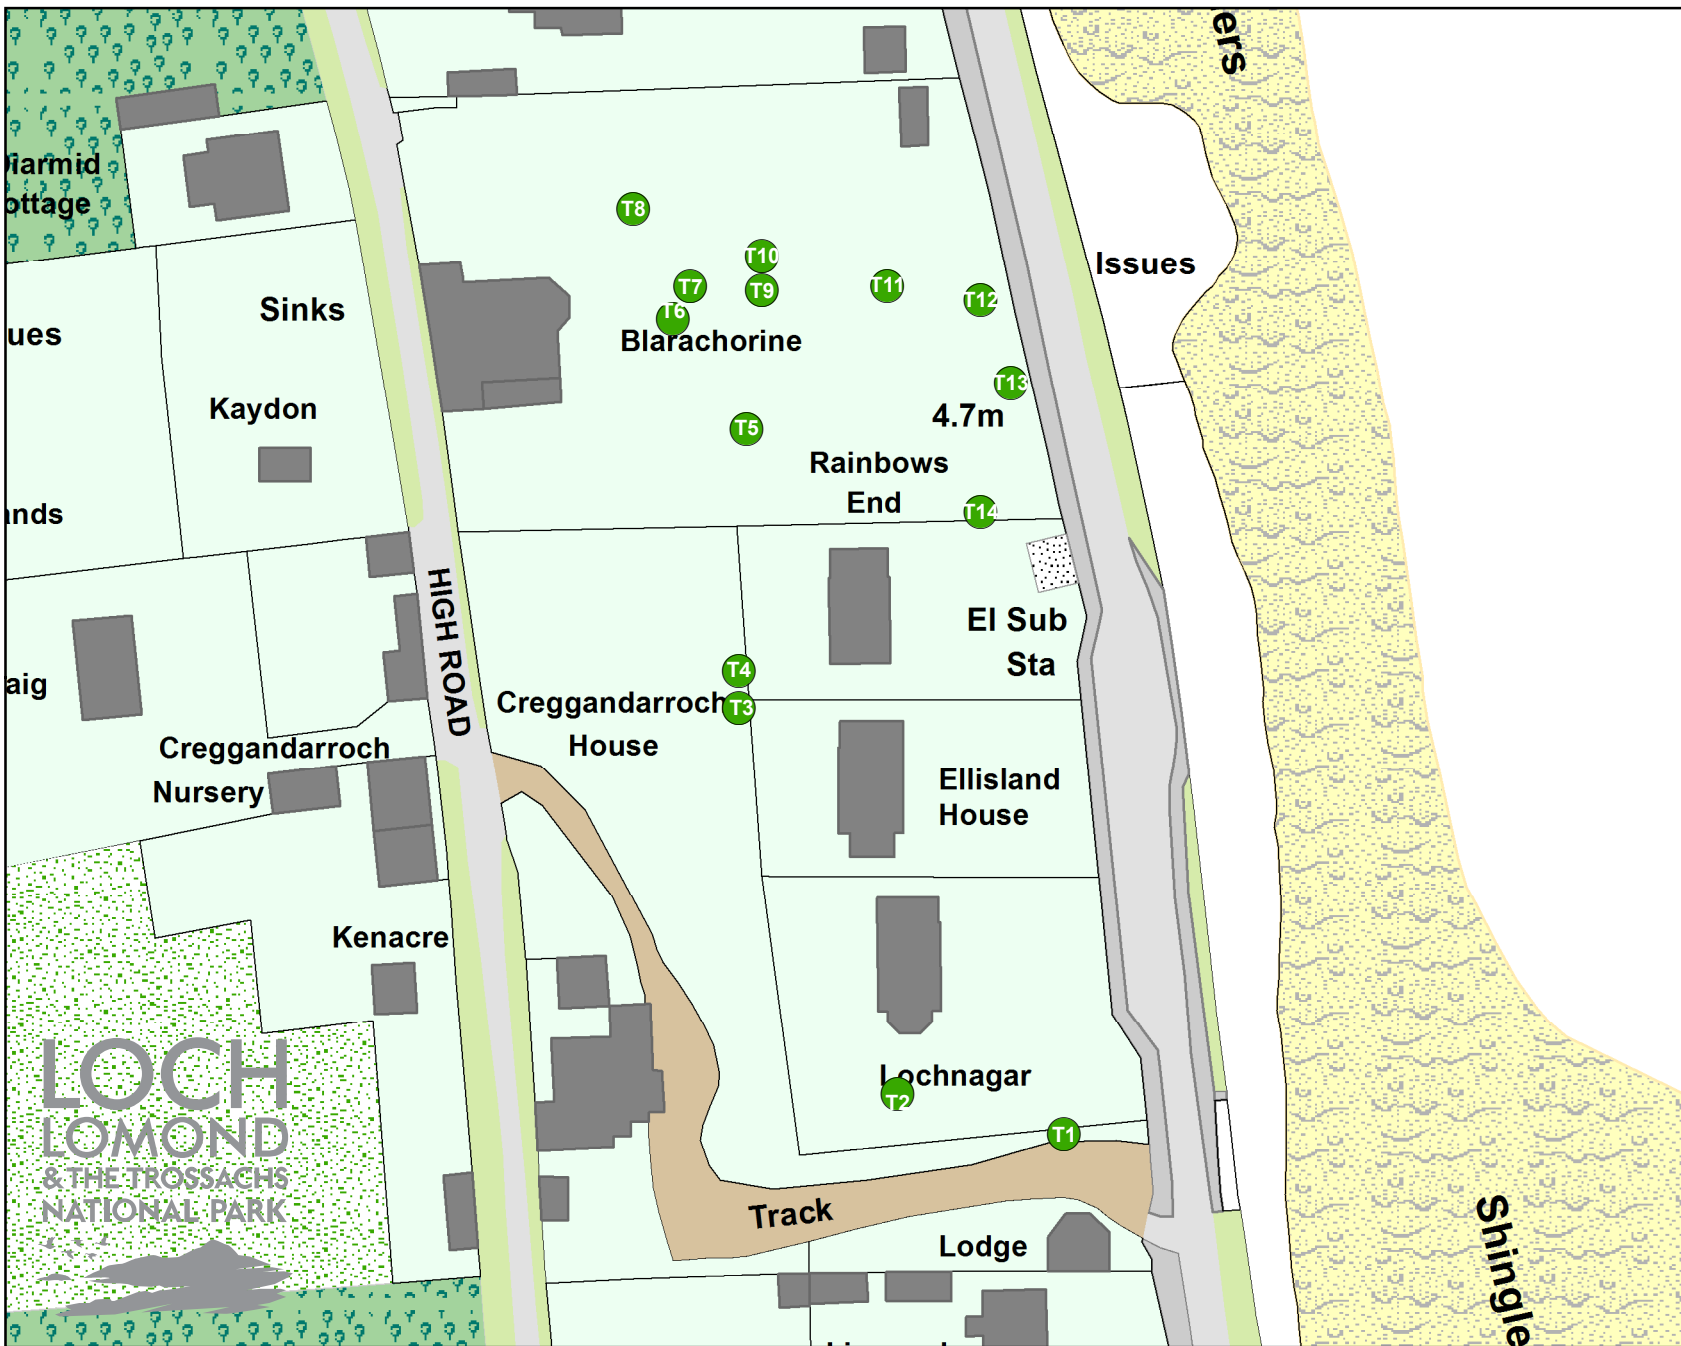 ers
iarmid
ottage
T8
T10
Issues
T7
T9
T11
T12
Sinks
T6
ues
Blarachorine
T13
Kaydon
4.7m
T5
Rainbows
End
ands
T14
HIGH ROAD
El Sub
Sta
T4
aig
Creggandarroch
House
T3
Creggandarroch
Nursery
Ellisland
House
Kenacre
LOCH
LOMOND
& THE TROSSACHS
NATIONAL PARK
Lochnagar
T2
T1
Track
Lodge
Shingle